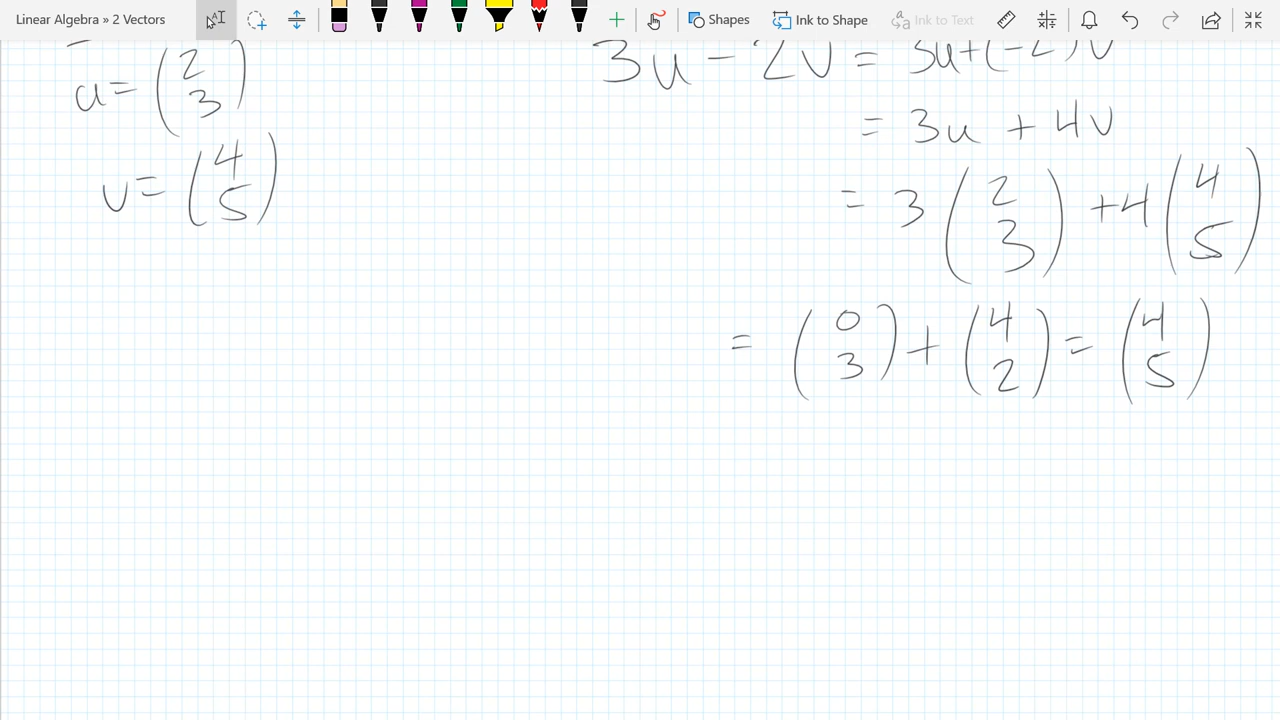 Linear Algebra » 2 Vectors
Shapes
Ink to Shape
Ink to Text
u = (2 3)
v = (4 5)
3u - 2v = 3u + (-2)v
= 3u + 4v
= 3 (2 3) + 4 (4 5)
= (0 3) + (4 2) = (4 5)